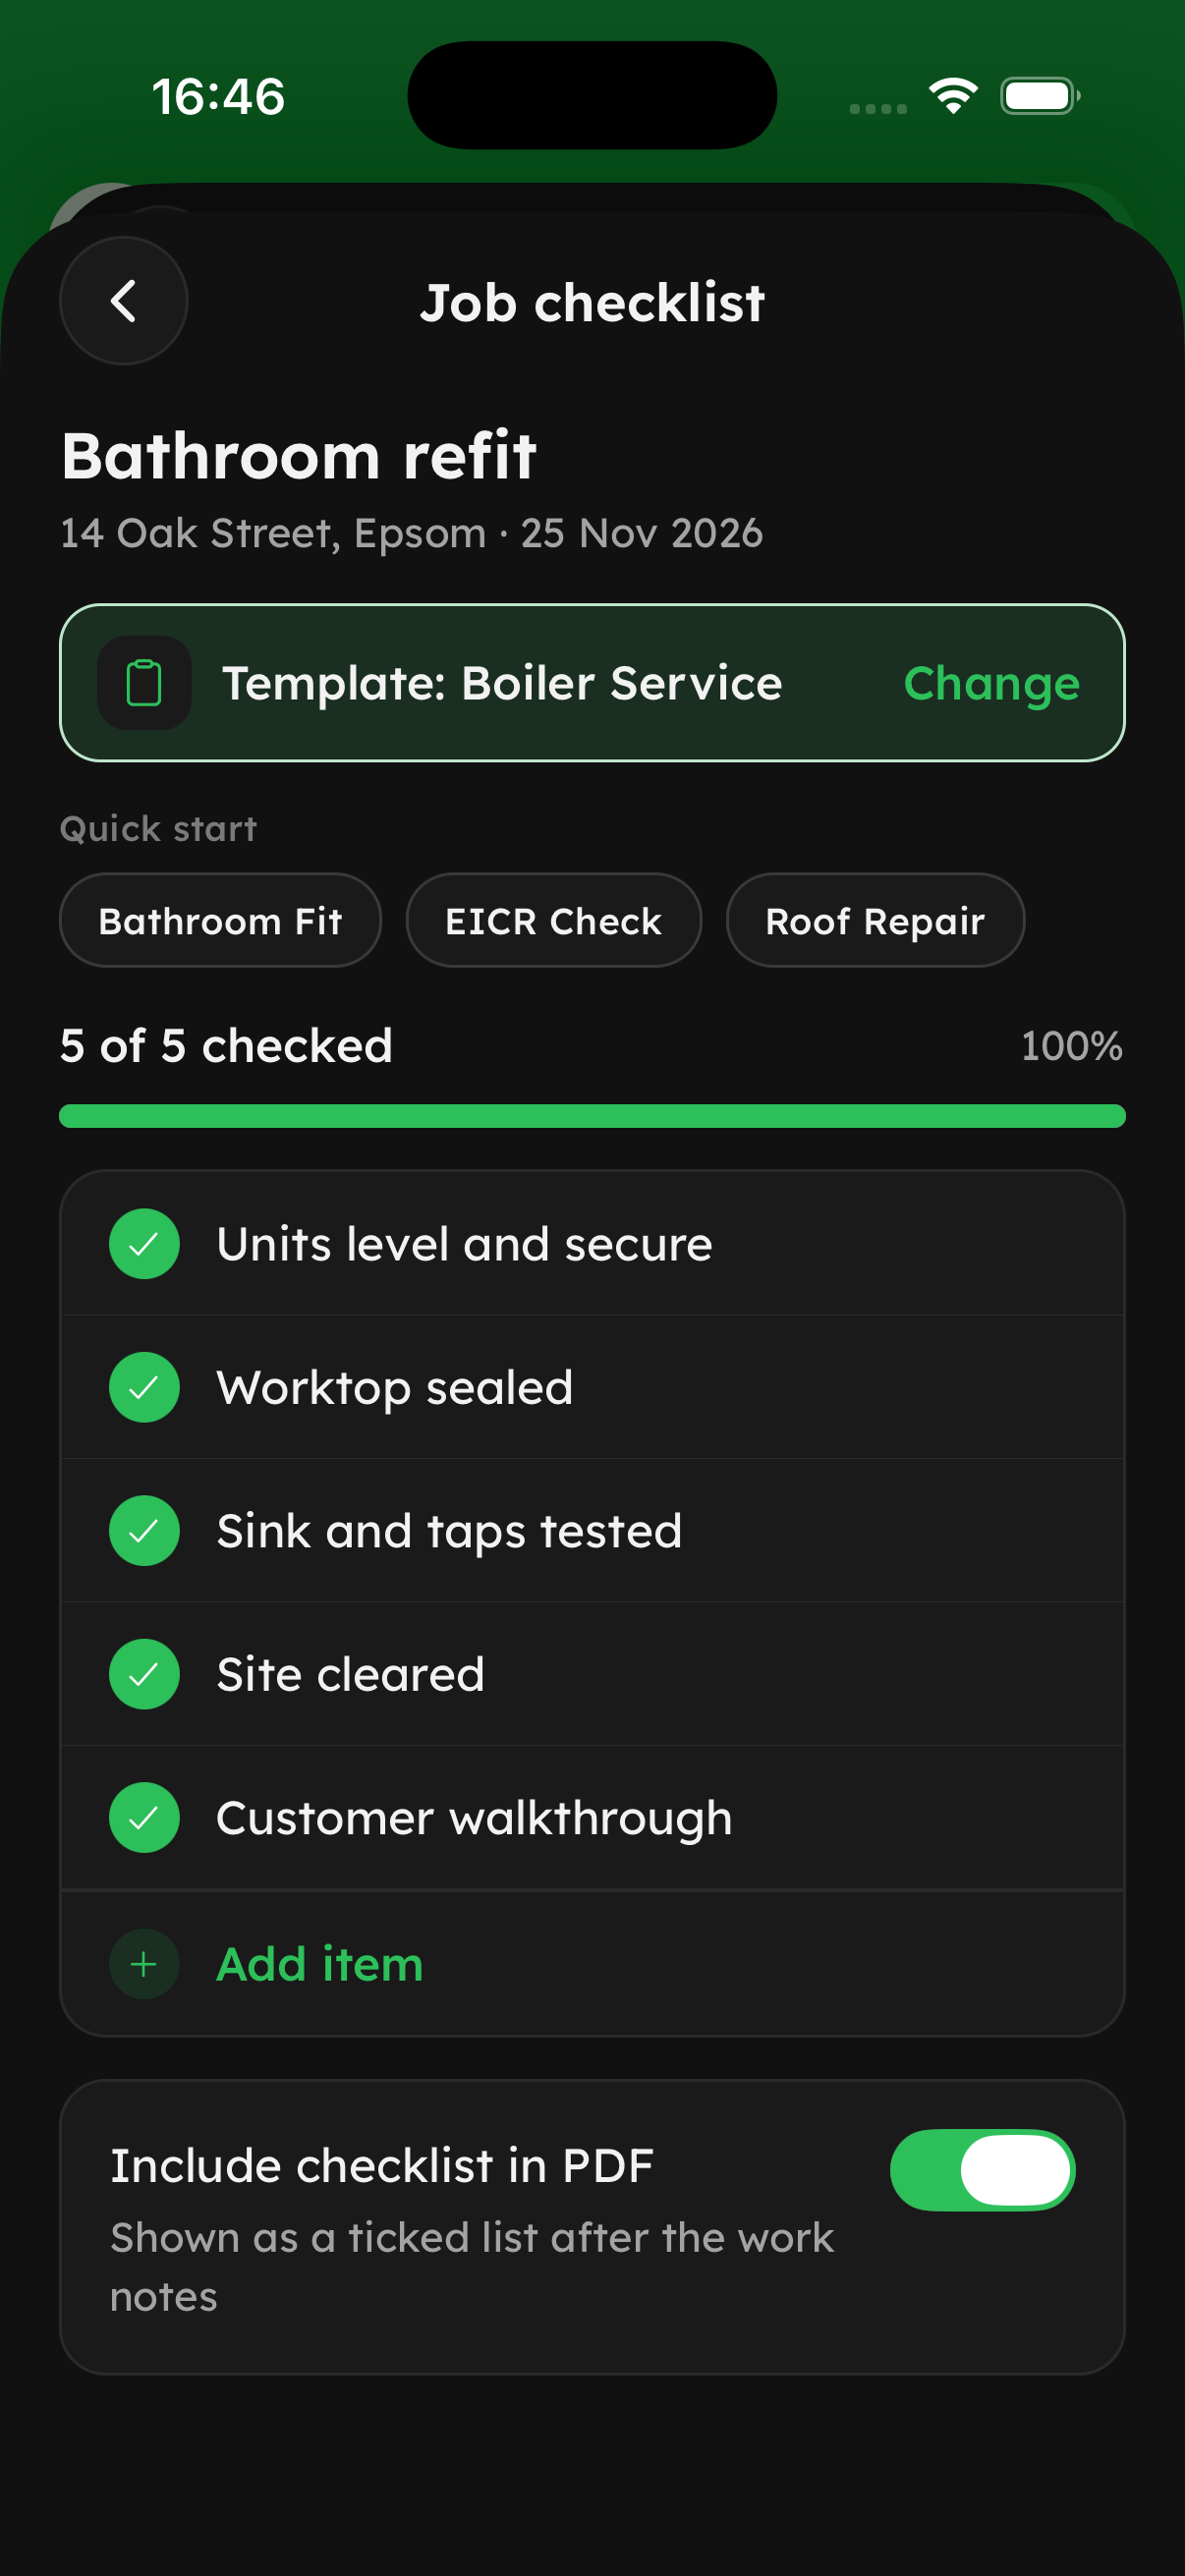 16:46
Job checklist
Bathroom refit
14 Oak Street, Epsom · 25 Nov 2026
Template: Boiler Service
Change
Quick start
Bathroom Fit
EICR Check
Roof Repair
5 of 5 checked
100%
Units level and secure
Worktop sealed
Sink and taps tested
Site cleared
Customer walkthrough
Add item
Include checklist in PDF
Shown as a ticked list after the work
notes